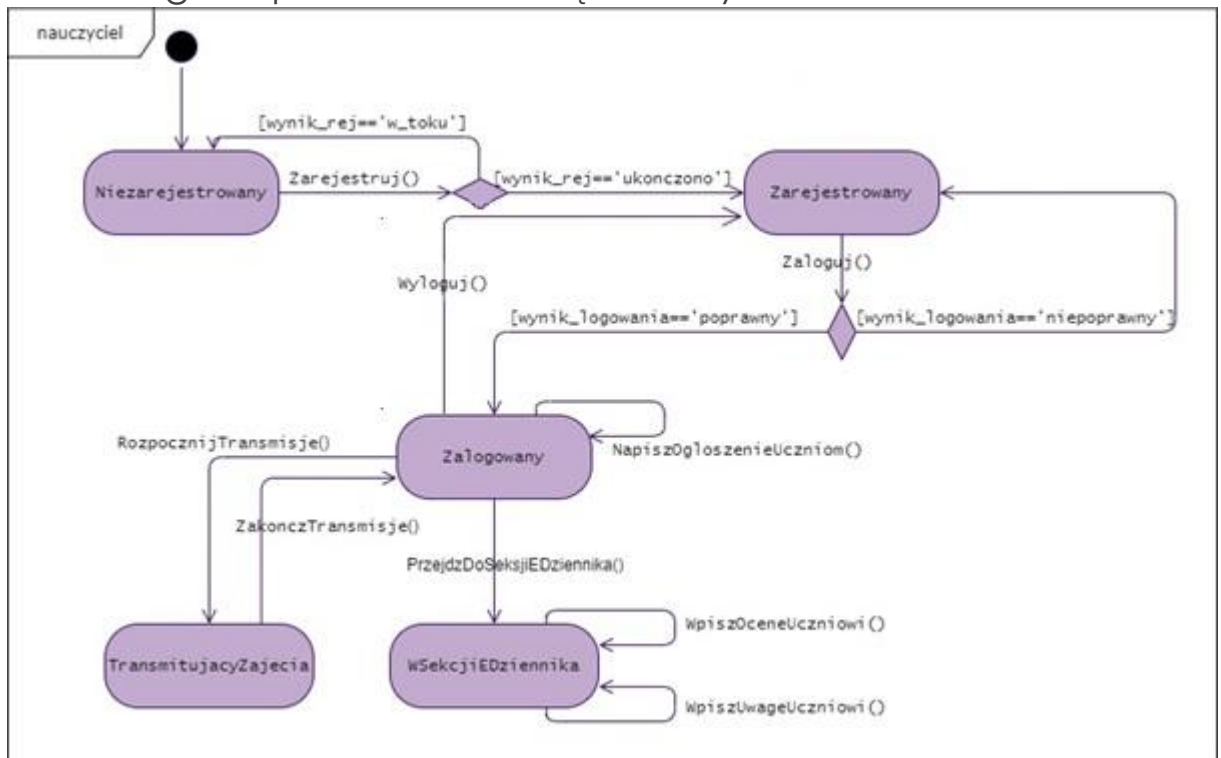 nauczyciel
[wynik_rej=='w_toku']
Niezarejestrowany
Zarejestruj()
[wynik_rej=='ukonczono']
Zarejestrowany
Zaloguj()
Wyloguj()
[wynik_logowania=='poprawny']
[wynik_logowania=='niepoprawny']
RozpocznijTransmisje()
Zalogowany
NapiszOgloszenieUczniom()
ZakonczTransmisje()
PrzejdzDoSeksjiEDziennika()
TransmitujacyZajecia
WSekcjiEDziennika
WpiszOceneUczniowi()
WpiszUwageUczniowi()